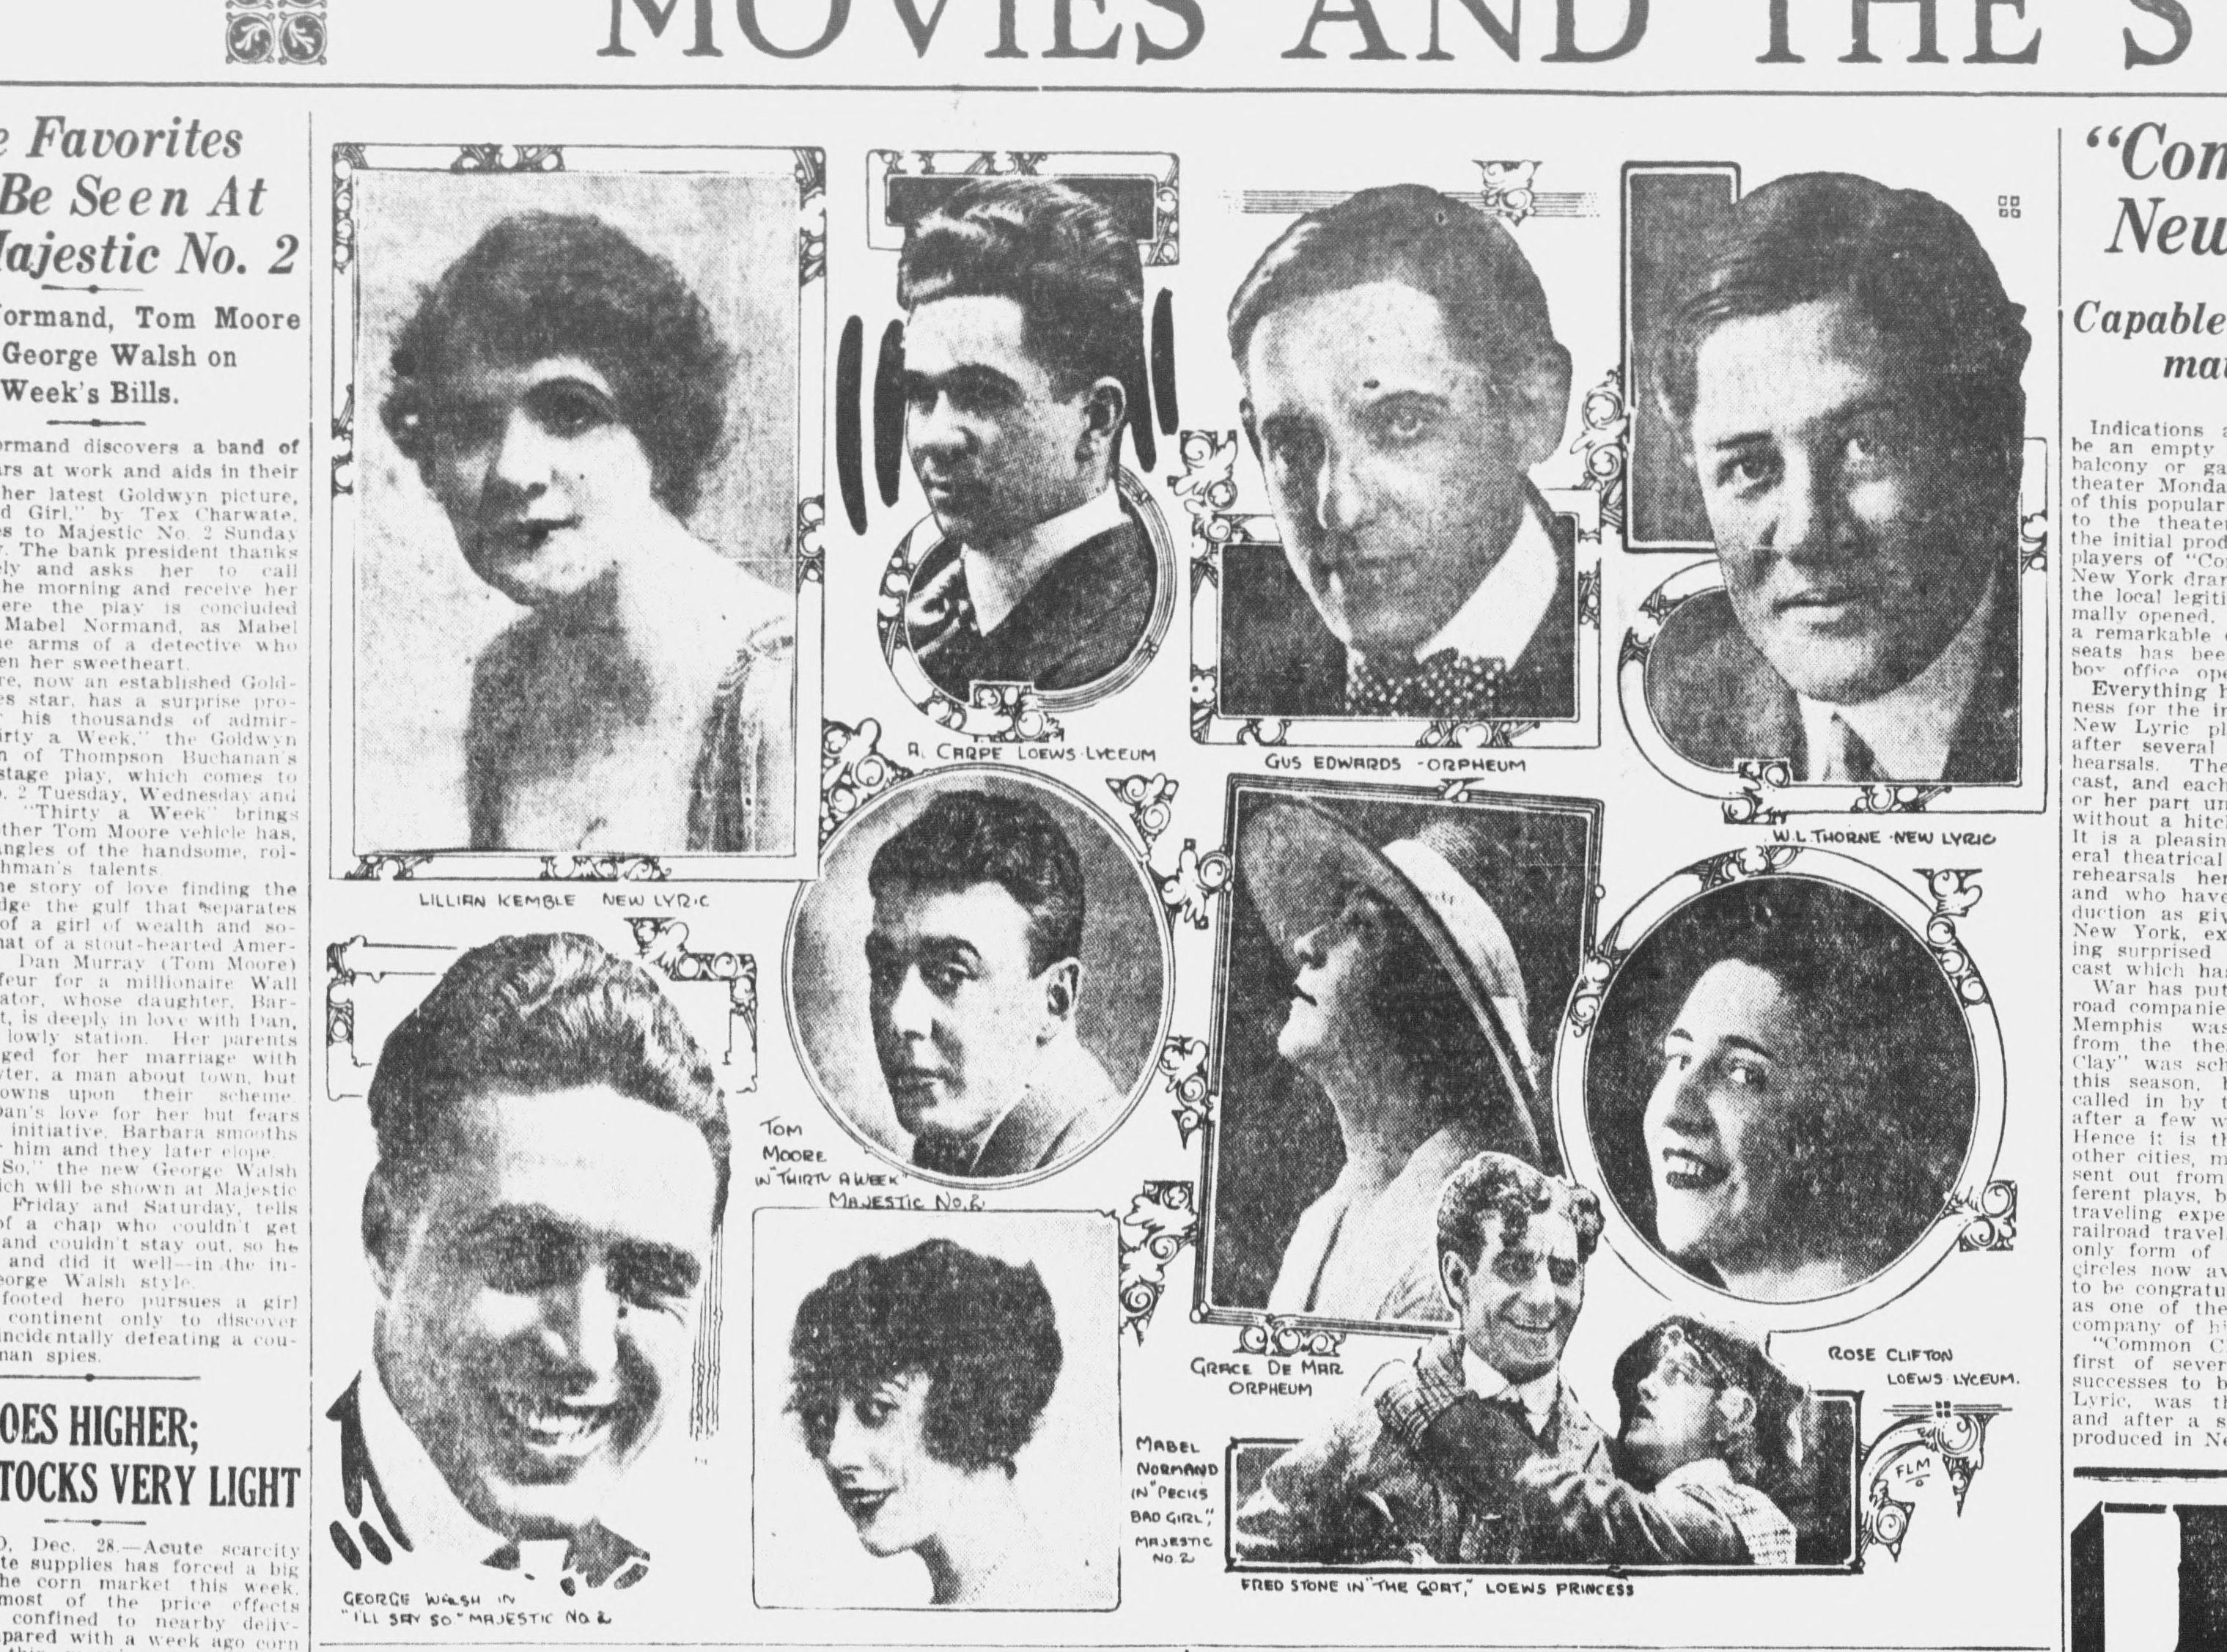 MOVIES AND THE S
e Favorites
Be Seen At
Majestic No. 2
Normand, Tom Moore
George Walsh on
Week's Bills.
ormand discovers a band of
rs at work and aids in their
her latest Goldwyn picture,
d Girl," by Tex Charwate,
es to Majestic No. 2 Sunday
. The bank president thanks
ely and asks her to call
he morning and receive her
ere the play is concluded
Mabel Normand, as Mabel
e arms of a detective who
en her sweetheart.
re, now an established Gold-
es star, has a surprise pro-
his thousands of admir-
irty a Week," the Goldwyn
n of Thompson Buchanan's
stage play, which comes to
o. 2 Tuesday, Wednesday and
"Thirty a Week" brings
ther Tom Moore vehicle has,
angles of the handsome, rol-
hman's talents.
he story of love finding the
dge the gulf that separates
of a girl of wealth and so-
hat of a stout-hearted Amer-
Dan Murray (Tom Moore)
feur for a millionaire Wall
ator, whose daughter, Bar-
t, is deeply in love with Dan,
lowly station. Her parents
ged for her marriage with
yter, a man about town, but
owns upon their scheme.
Dan's love for her but fears
initiative, Barbara smooths
r him and they later elope.
So," the new George Walsh
ich will be shown at Majestic
Friday and Saturday, tells
of a chap who couldn't get
and couldn't stay out, so he
and did it well—in the in-
eorge Walsh style.
footed hero pursues a girl
continent only to discover
incidentally defeating a cou-
man spies.
OES HIGHER;
TOCKS VERY LIGHT
O, Dec. 28.—Acute scarcity
te supplies has forced a big
he corn market this week.
most of the price effects
confined to nearby deliv-
pared with a week ago corn
LILLIAN KEMBLE NEW LYRIC
A. CARPE LOEWS-LYCEUM
GUS EDWARDS - ORPHEUM
W.L. THORNE - NEW LYRIC
TOM
MOORE
IN "THIRTY A WEEK"
MAJESTIC NO. 2
GRACE DE MAR
ORPHEUM
ROSE CLIFTON
LOEWS LYCEUM.
MABEL
NORMAND
IN "PECKS
BAD GIRL",
MAJESTIC
NO. 2
FLM
GEORGE WALSH IN
"I'LL SAY SO." MAJESTIC NO 2
FRED STONE IN "THE GOAT," LOEWS PRINCESS
"Com
New
Capable
mat
Indications a
be an empty
balcony or ga
theater Monda
of this popular
to the theater
the initial prod
players of "Co
New York dran
the local legiti
mally opened.
a remarkable
seats has bee
box office ope
Everything h
ness for the in
New Lyric pl
after several
hearsals. The
cast, and each
or her part un
without a hitch
It is a pleasin
eral theatrical
rehearsals her
and who have
duction as giv
New York, ex
ing surprised
cast which has
War has put
road companie
Memphis was
from the the
Clay" was sch
this season, b
called in by t
after a few w
Hence it is th
other cities, m
sent out from
ferent plays, b
traveling expe
railroad travel
only form of
circles now av
to be congratu
as one of the
company of hi
"Common C
first of sever
successes to b
Lyric, was th
and after a s
produced in Ne